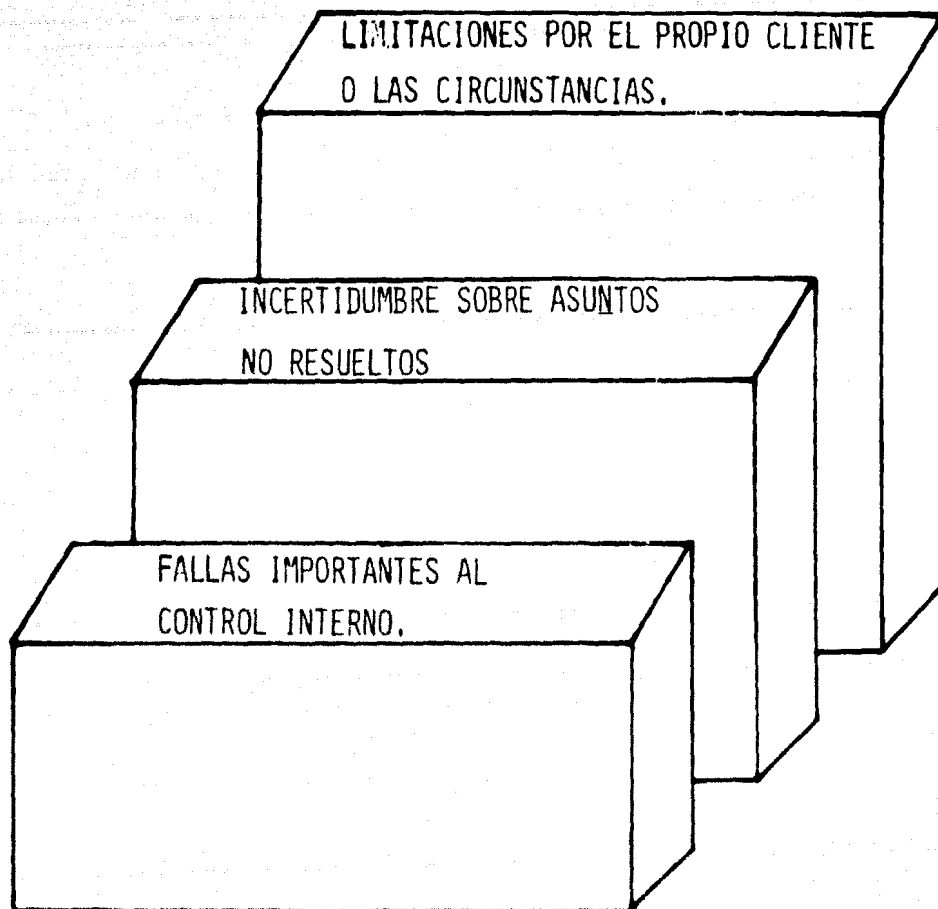 LIMITACIONES POR EL PROPIO CLIENTE
O LAS CIRCUNSTANCIAS.
INCERTIDUMBRE SOBRE ASUNTOS
NO RESUELTOS
FALLAS IMPORTANTES AL
CONTROL INTERNO.